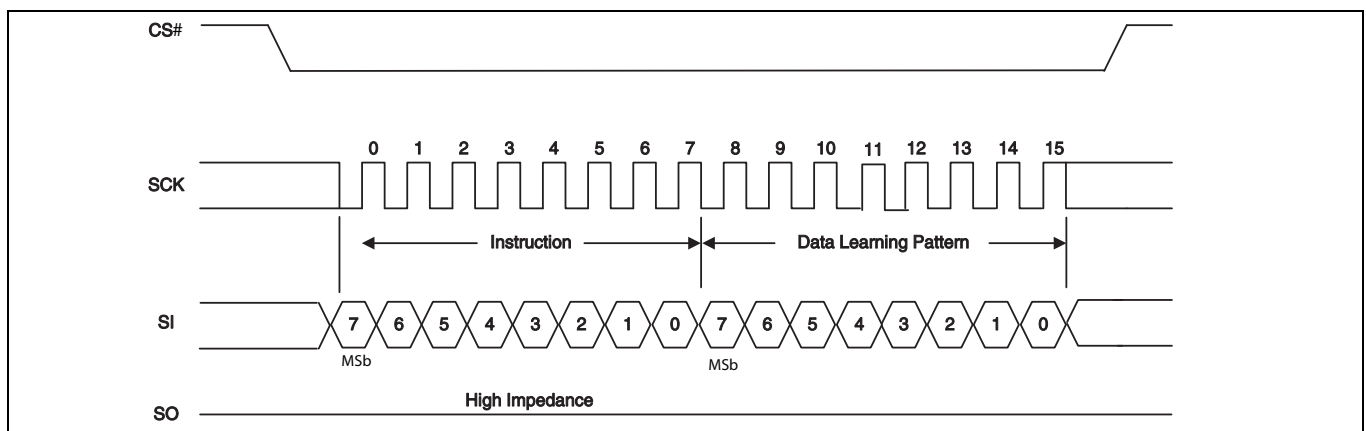 CS#
0 1 2 3 4 5 6 7 8 9 10 11 12 13 14 15
SCK
Instruction Data Learning Pattern
SI 7 6 5 4 3 2 1 0 7 6 5 4 3 2 1 0
MSb MSb
High Impedance
SO